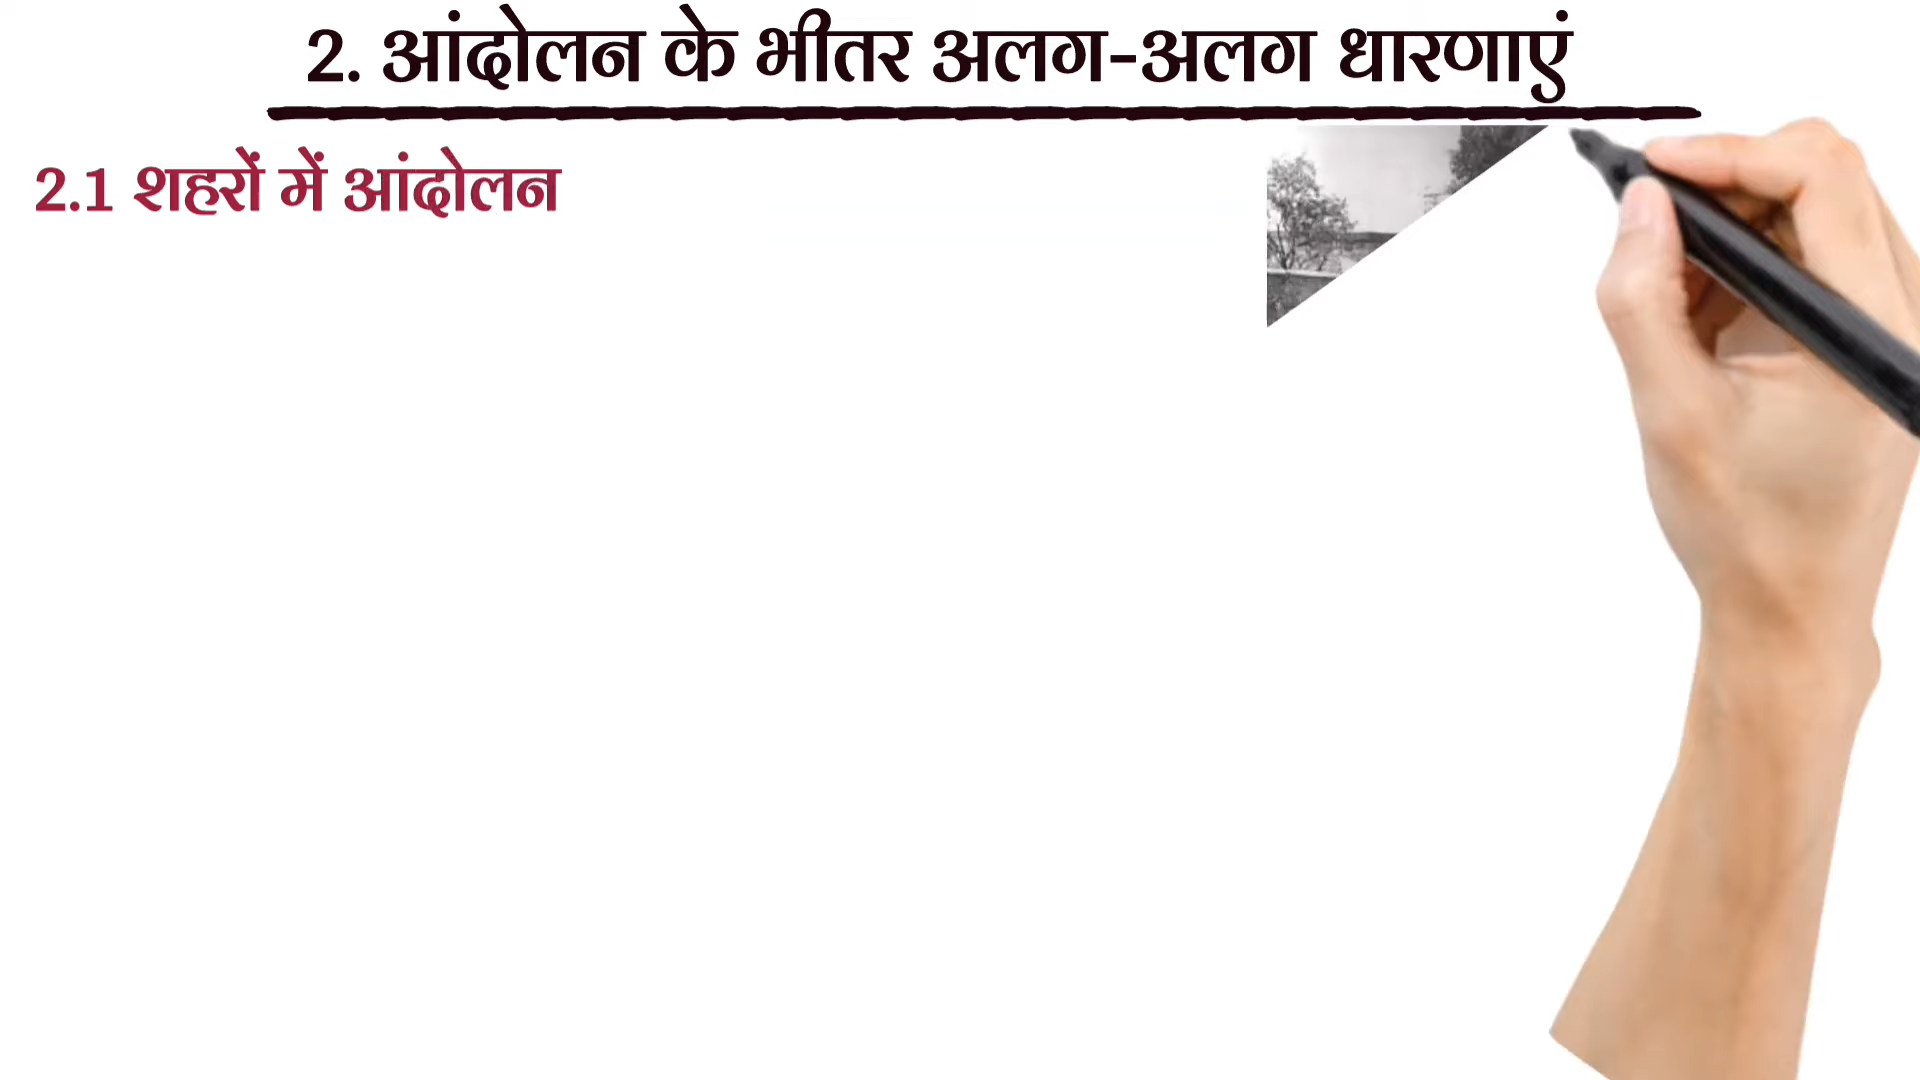 2. आंदोलन के भीतर अलग-अलग धारणाएं
2.1 शहरों में आंदोलन